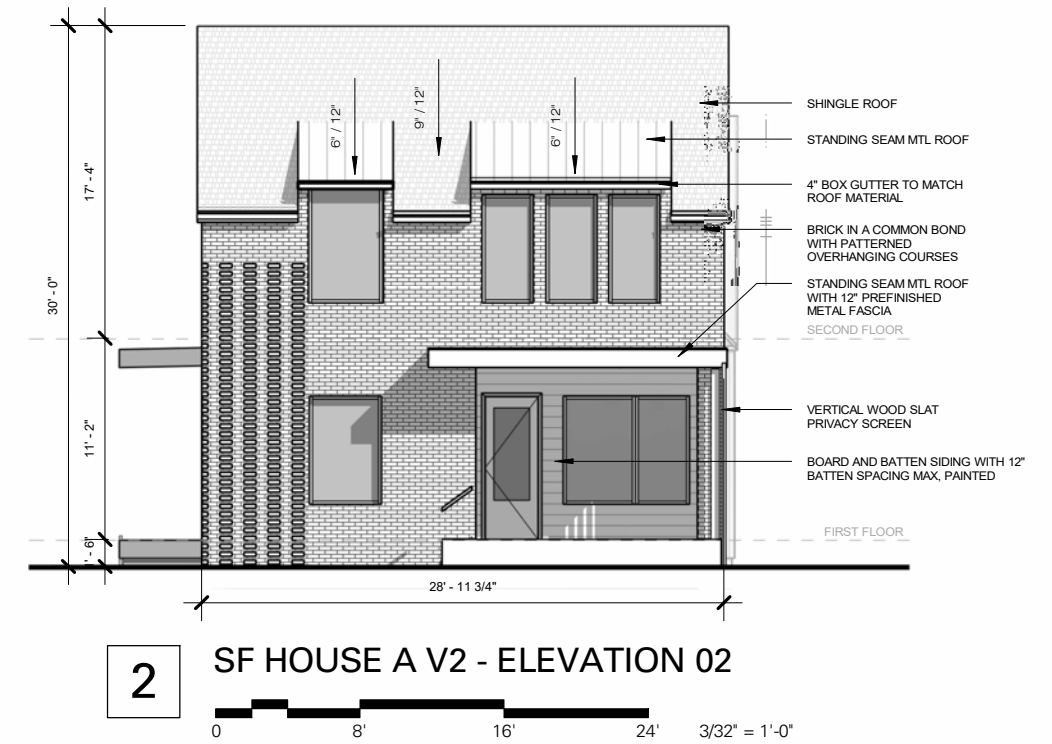 6" / 12"
9" / 12"
6" / 12"
SHINGLE ROOF
STANDING SEAM MTL ROOF
4" BOX GUTTER TO MATCH
ROOF MATERIAL
BRICK IN A COMMON BOND
WITH PATTERNED
OVERHANGING COURSES
STANDING SEAM MTL ROOF
WITH 12" PREFINISHED
METAL FASCIA
SECOND FLOOR
VERTICAL WOOD SLAT
PRIVACY SCREEN
BOARD AND BATTEN SIDING WITH 12"
BATTEN SPACING MAX, PAINTED
FIRST FLOOR
30' - 0"
17' - 4"
11' - 2"
' - 6"
28' - 11 3/4"
2
SF HOUSE A V2 - ELEVATION 02
0 8' 16' 24' 3/32" = 1'-0"